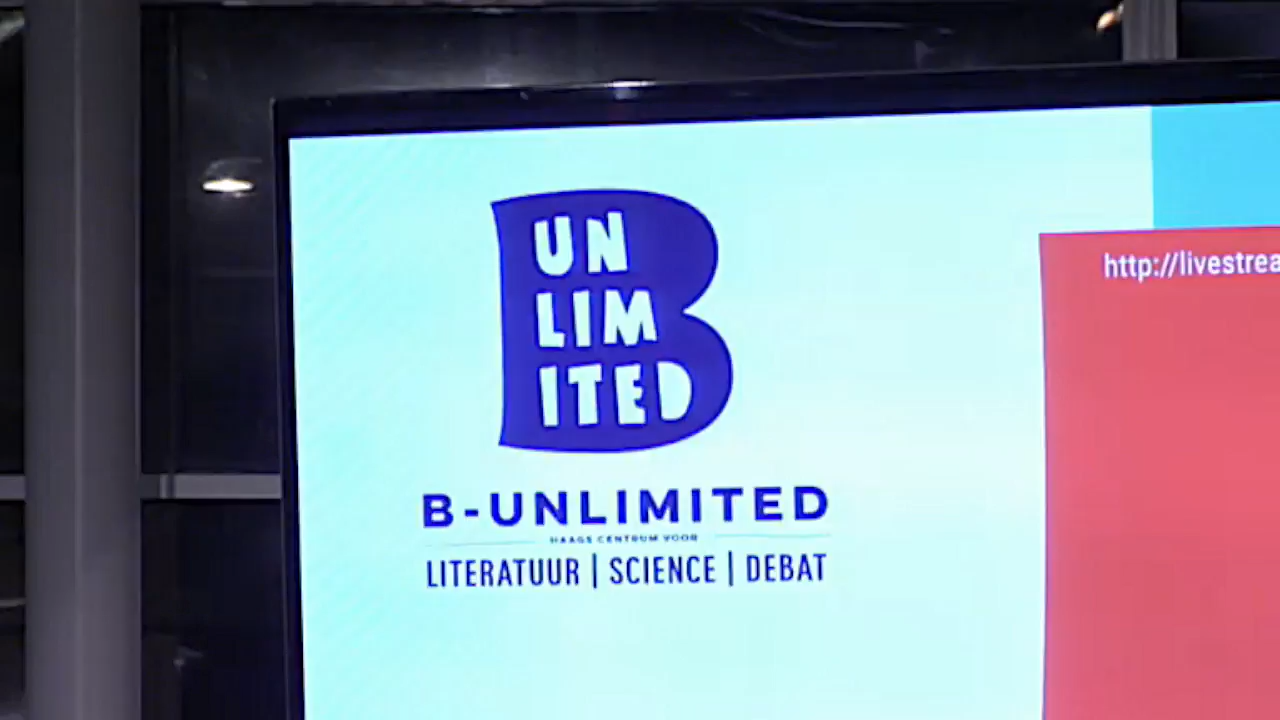 UN
LIM
ITED
B-UNLIMITED
HAAGS CENTRUM VOOR
LITERATUUR | SCIENCE | DEBAT
http://livestrea